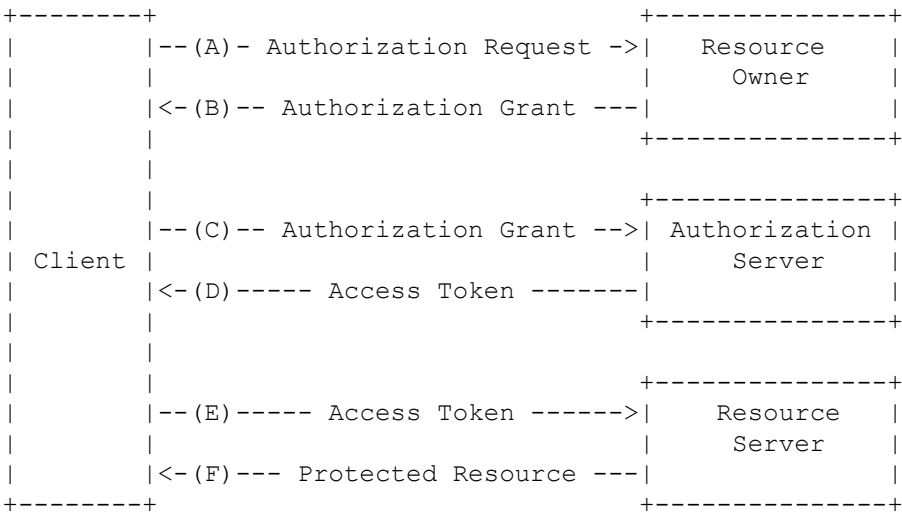 +--------+                               +---------------+
|        |--(A)- Authorization Request ->|   Resource    |
|        |                               |     Owner     |
|        |<-(B)-- Authorization Grant ---|               |
|        |                               +---------------+
|        |
|        |                               +---------------+
|        |--(C)-- Authorization Grant -->| Authorization |
| Client |                               |     Server    |
|        |<-(D)----- Access Token -------|               |
|        |                               +---------------+
|        |
|        |                               +---------------+
|        |--(E)----- Access Token ------>|    Resource   |
|        |                               |     Server    |
|        |<-(F)--- Protected Resource ---|               |
+--------+                               +---------------+